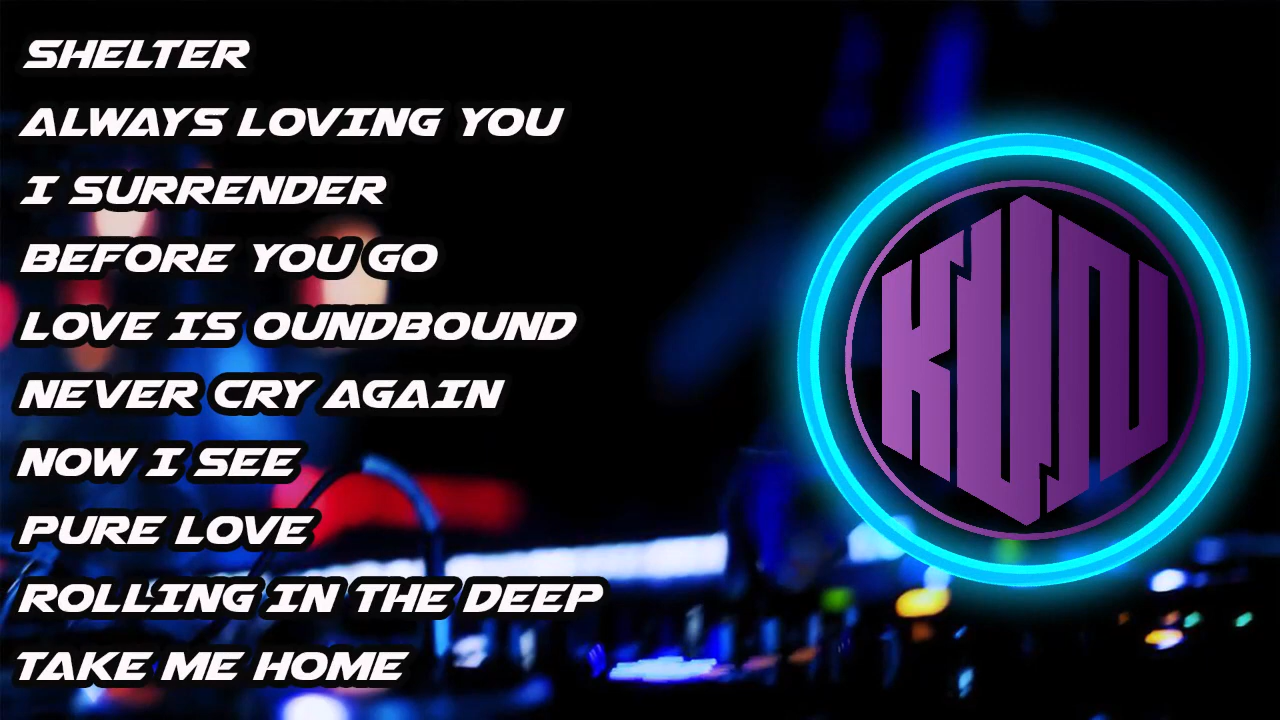 SHELTER
ALWAYS LOVING YOU
I SURRENDER
BEFORE YOU GO
LOVE IS OUNDBOUND
NEVER CRY AGAIN
NOW I SEE
PURE LOVE
ROLLING IN THE DEEP
TAKE ME HOME
KUN